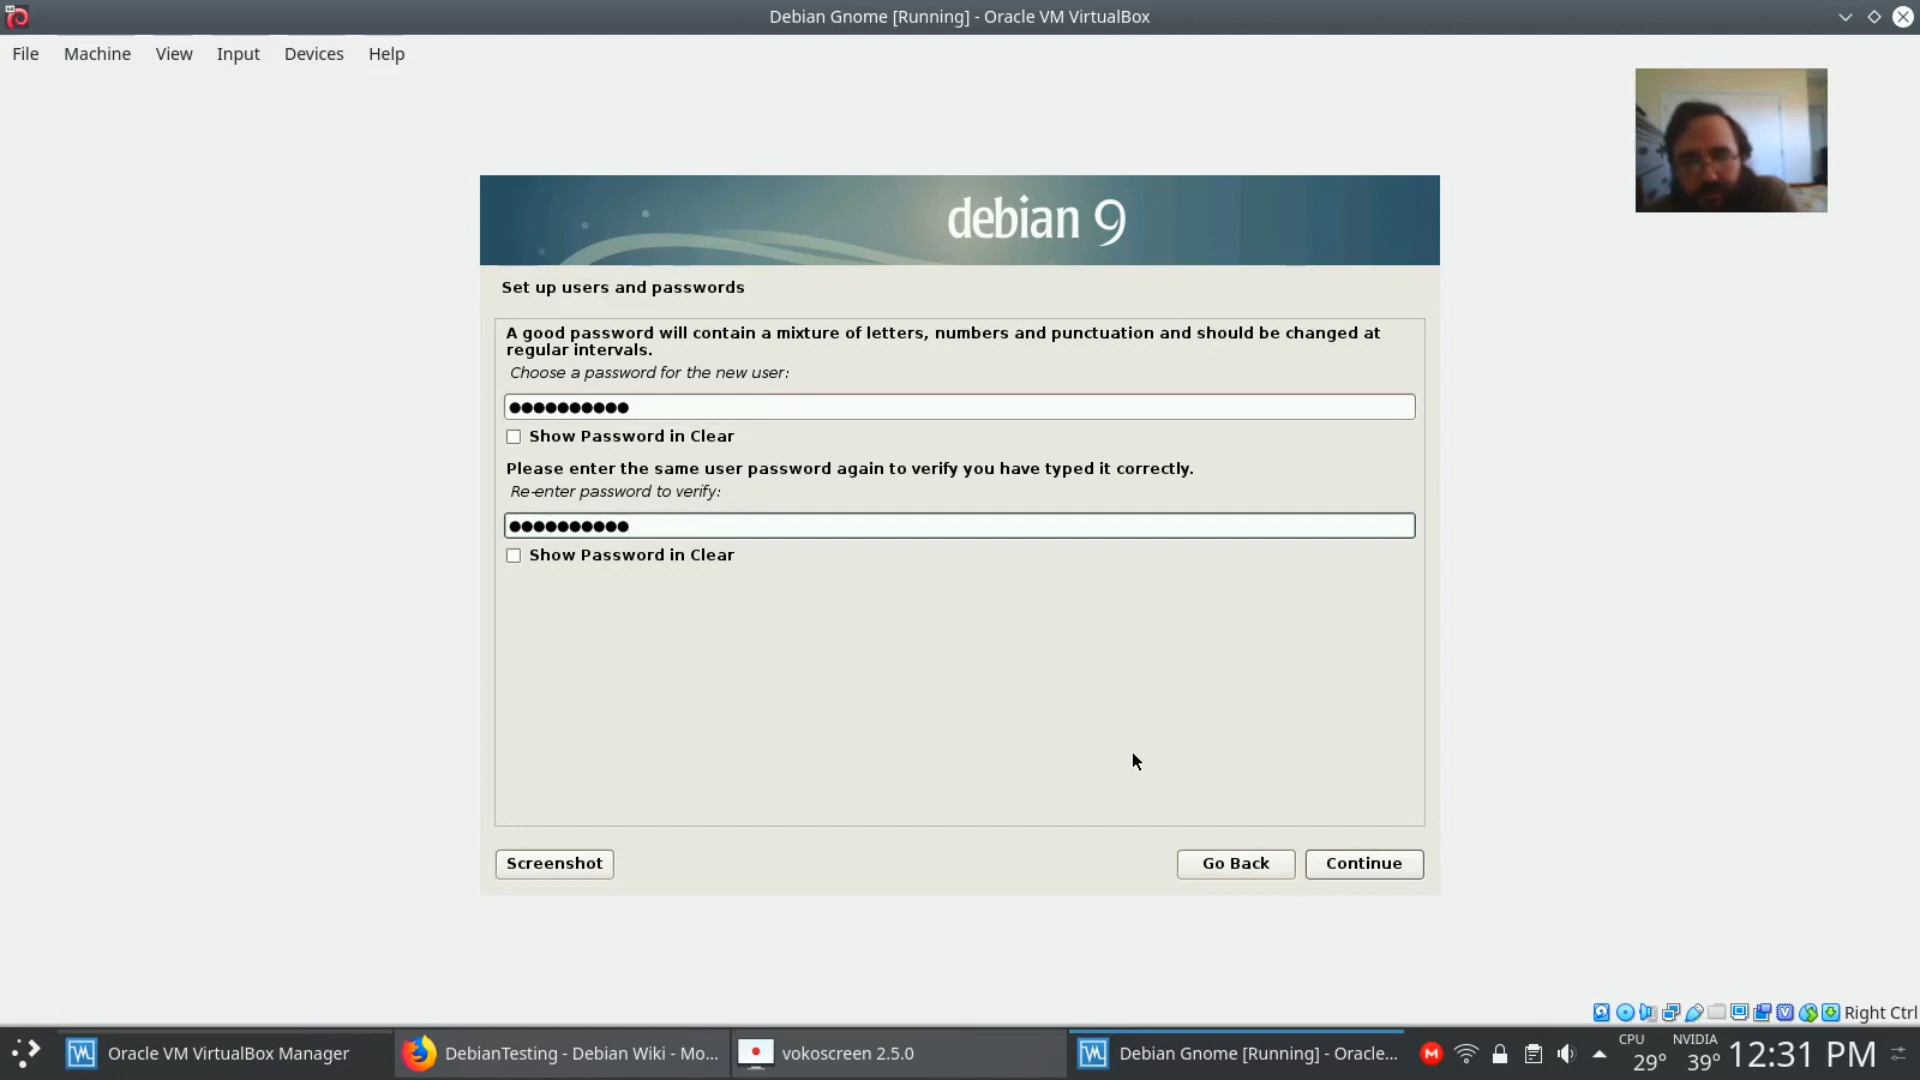 Debian Gnome [Running] - Oracle VM VirtualBox
File Machine View Input Devices Help
debian 9
Set up users and passwords
A good password will contain a mixture of letters, numbers and punctuation and should be changed at
regular intervals.
Choose a password for the new user:
●●●●●●●●●●
Show Password in Clear
Please enter the same user password again to verify you have typed it correctly.
Re-enter password to verify:
●●●●●●●●●●
Show Password in Clear
Screenshot Go Back Continue
Right Ctrl
Oracle VM VirtualBox Manager DebianTesting - Debian Wiki - Mo... vokoscreen 2.5.0 Debian Gnome [Running] - Oracle... M CPU NVIDIA
29° 39° 12:31 PM